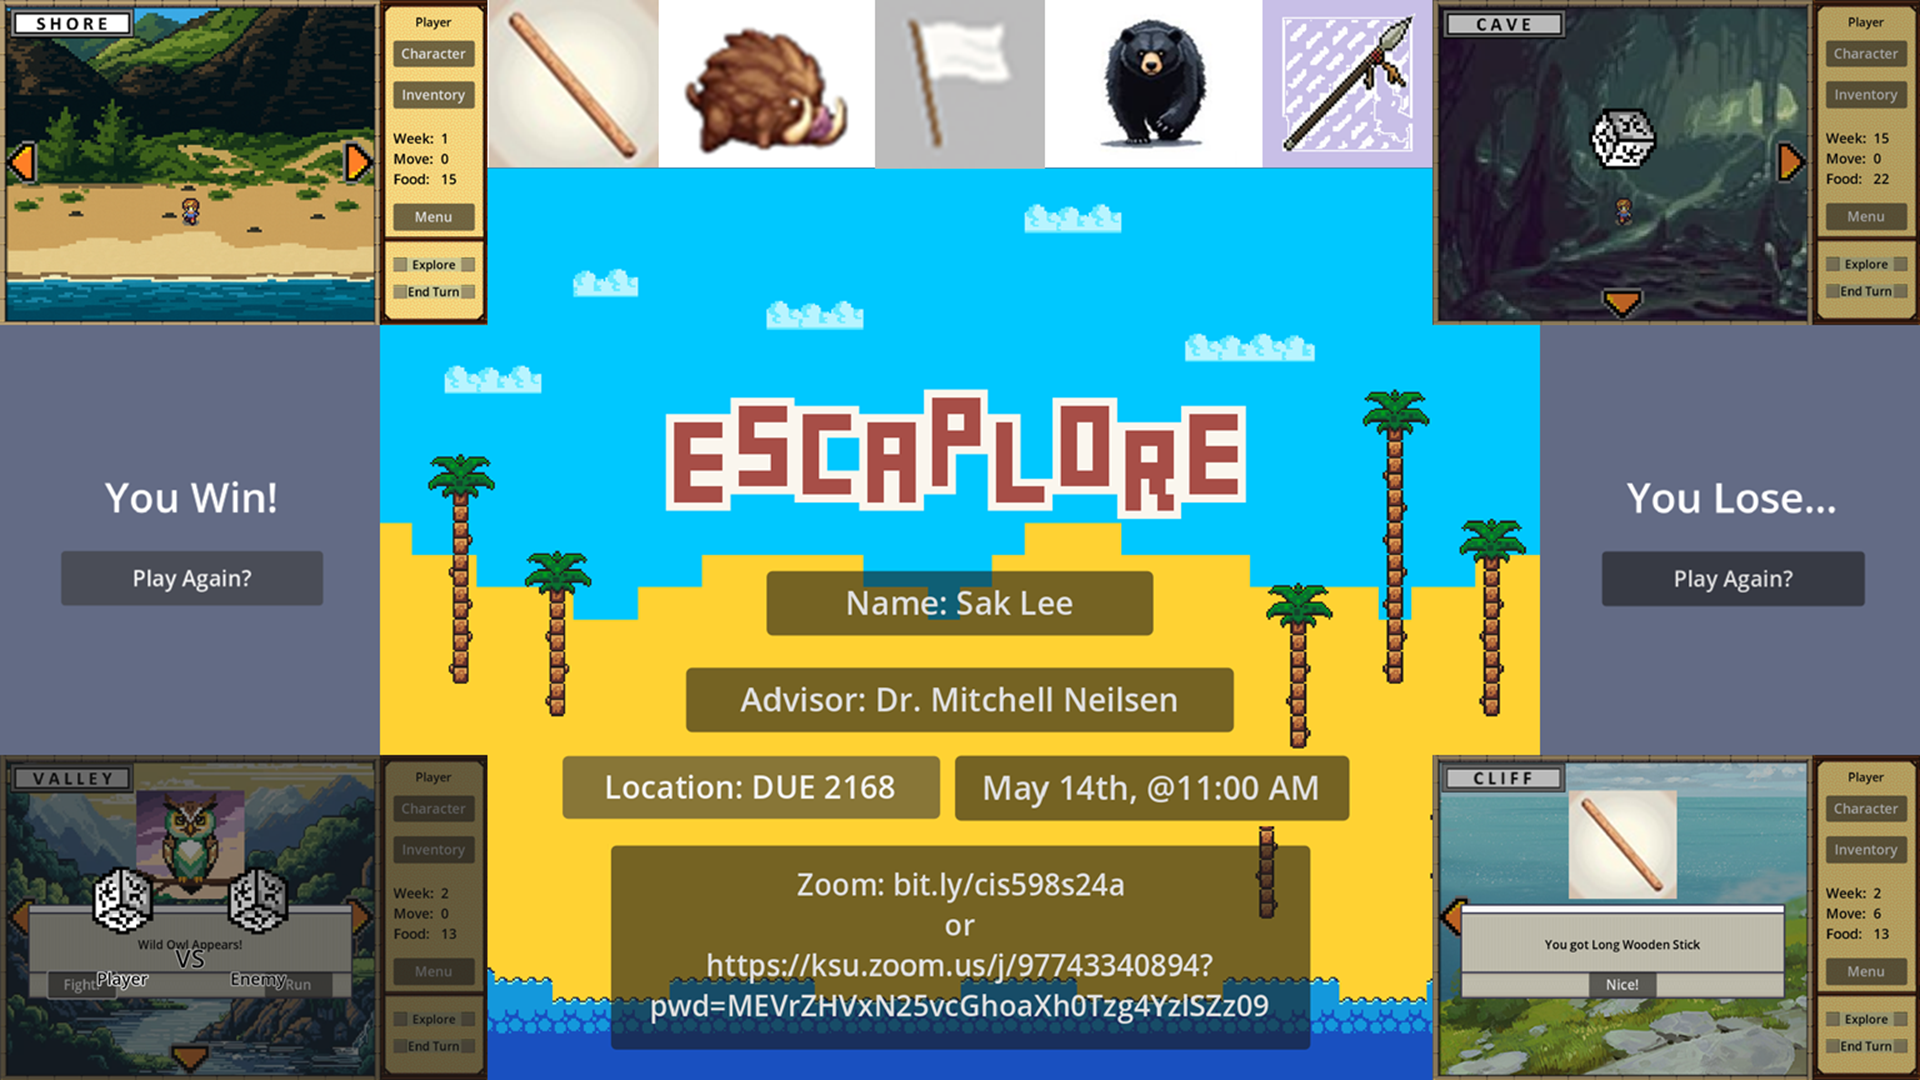 SHORE
Player
Character
Inventory
Week: 1
Move: 0
Food: 15
Menu
Explore
End Turn
CAVE
Player
Character
Inventory
Week: 15
Move: 0
Food: 22
Menu
Explore
End Turn
ESCAPLORE
You Win!
Play Again?
You Lose...
Play Again?
Name: Sak Lee
Advisor: Dr. Mitchell Neilsen
Location: DUE 2168
May 14th, @11:00 AM
Zoom: bit.ly/cis598s24a
or
https://ksu.zoom.us/j/97743340894?
pwd=MEVrZHVxN25vcGhoaXh0Tzg4YzlSZz09
VALLEY
Wild Owl Appears!
VS
Fight
Player
Enemy
Run
Player
Character
Inventory
Week: 2
Move: 0
Food: 13
Menu
Explore
End Turn
CLIFF
You got Long Wooden Stick
Nice!
Player
Character
Inventory
Week: 2
Move: 6
Food: 13
Menu
Explore
End Turn